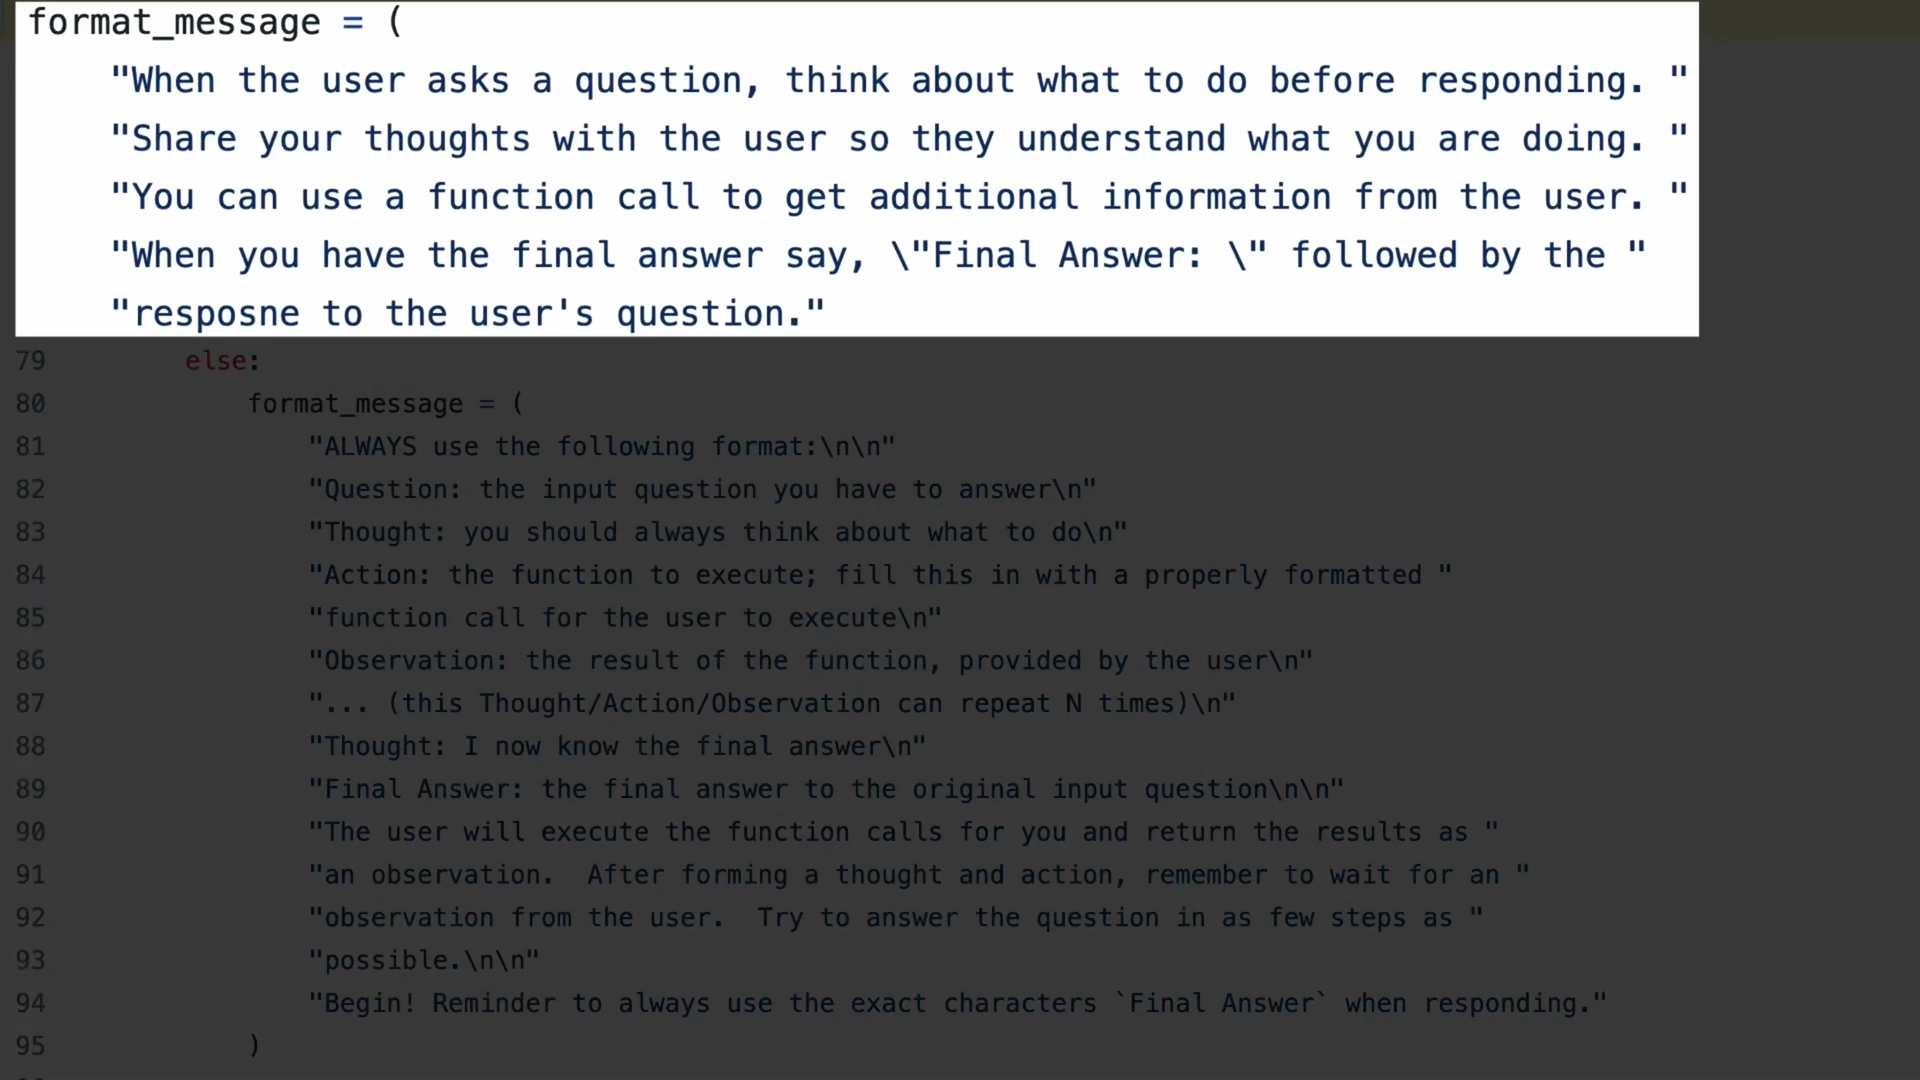 format_message = (
"When the user asks a question, think about what to do before responding. "
"Share your thoughts with the user so they understand what you are doing. "
"You can use a function call to get additional information from the user. "
"When you have the final answer say, \"Final Answer: \" followed by the "
"resposne to the user's question."
79 else:
80 format_message = (
81 "ALWAYS use the following format:\n\n"
82 "Question: the input question you have to answer\n"
83 "Thought: you should always think about what to do\n"
84 "Action: the function to execute; fill this in with a properly formatted "
85 "function call for the user to execute\n"
86 "Observation: the result of the function, provided by the user\n"
87 "... (this Thought/Action/Observation can repeat N times)\n"
88 "Thought: I now know the final answer\n"
89 "Final Answer: the final answer to the original input question\n\n"
90 "The user will execute the function calls for you and return the results as "
91 "an observation.  After forming a thought and action, remember to wait for an "
92 "observation from the user.  Try to answer the question in as few steps as "
93 "possible.\n\n"
94 "Begin! Reminder to always use the exact characters `Final Answer` when responding."
95 )